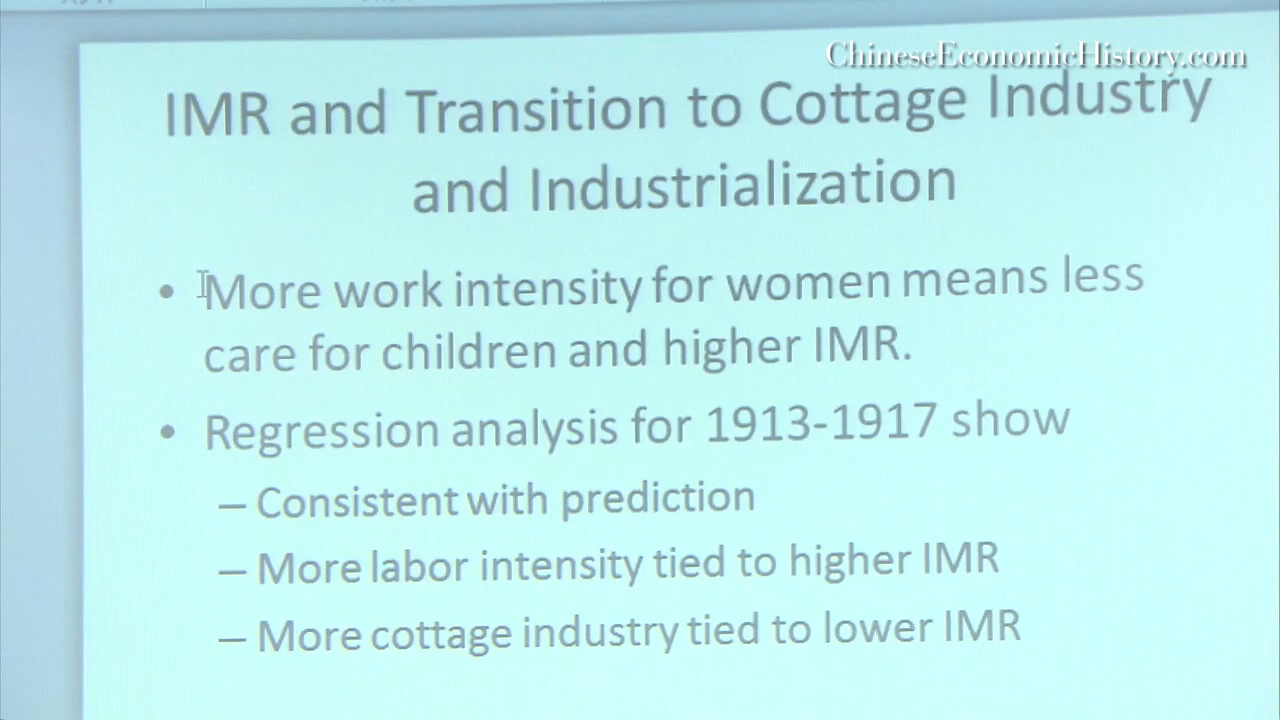 ChineseEconomicHistory.com
IMR and Transition to Cottage Industry
and Industrialization
• More work intensity for women means less
care for children and higher IMR.
• Regression analysis for 1913-1917 show
– Consistent with prediction
– More labor intensity tied to higher IMR
– More cottage industry tied to lower IMR